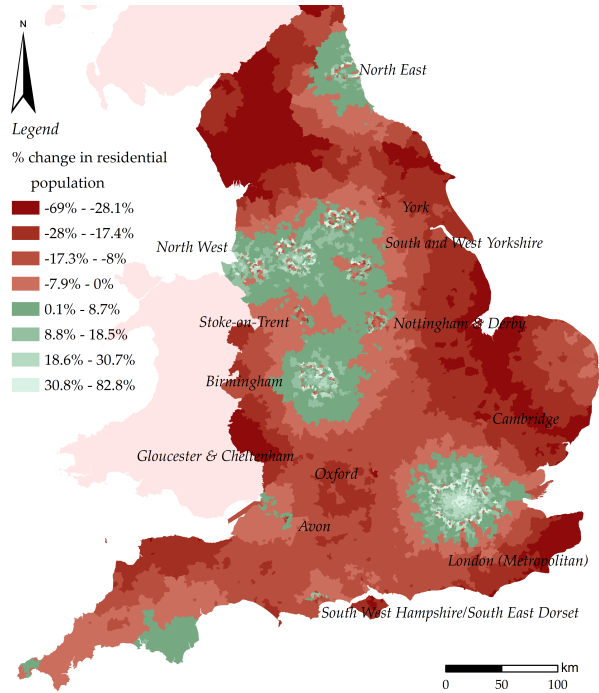 N
North East
Legend
% change in residential
population
-69% - -28.1%
-28% - -17.4%
-17.3% - -8%
-7.9% - 0%
0.1% - 8.7%
8.8% - 18.5%
18.6% - 30.7%
30.8% - 82.8%
York
South and West Yorkshire
North West
Stoke-on-Trent
Nottingham & Derby
Birmingham
Cambridge
Gloucester & Cheltenham
Oxford
Avon
London (Metropolitan)
South West Hampshire/South East Dorset
km
0 50 100